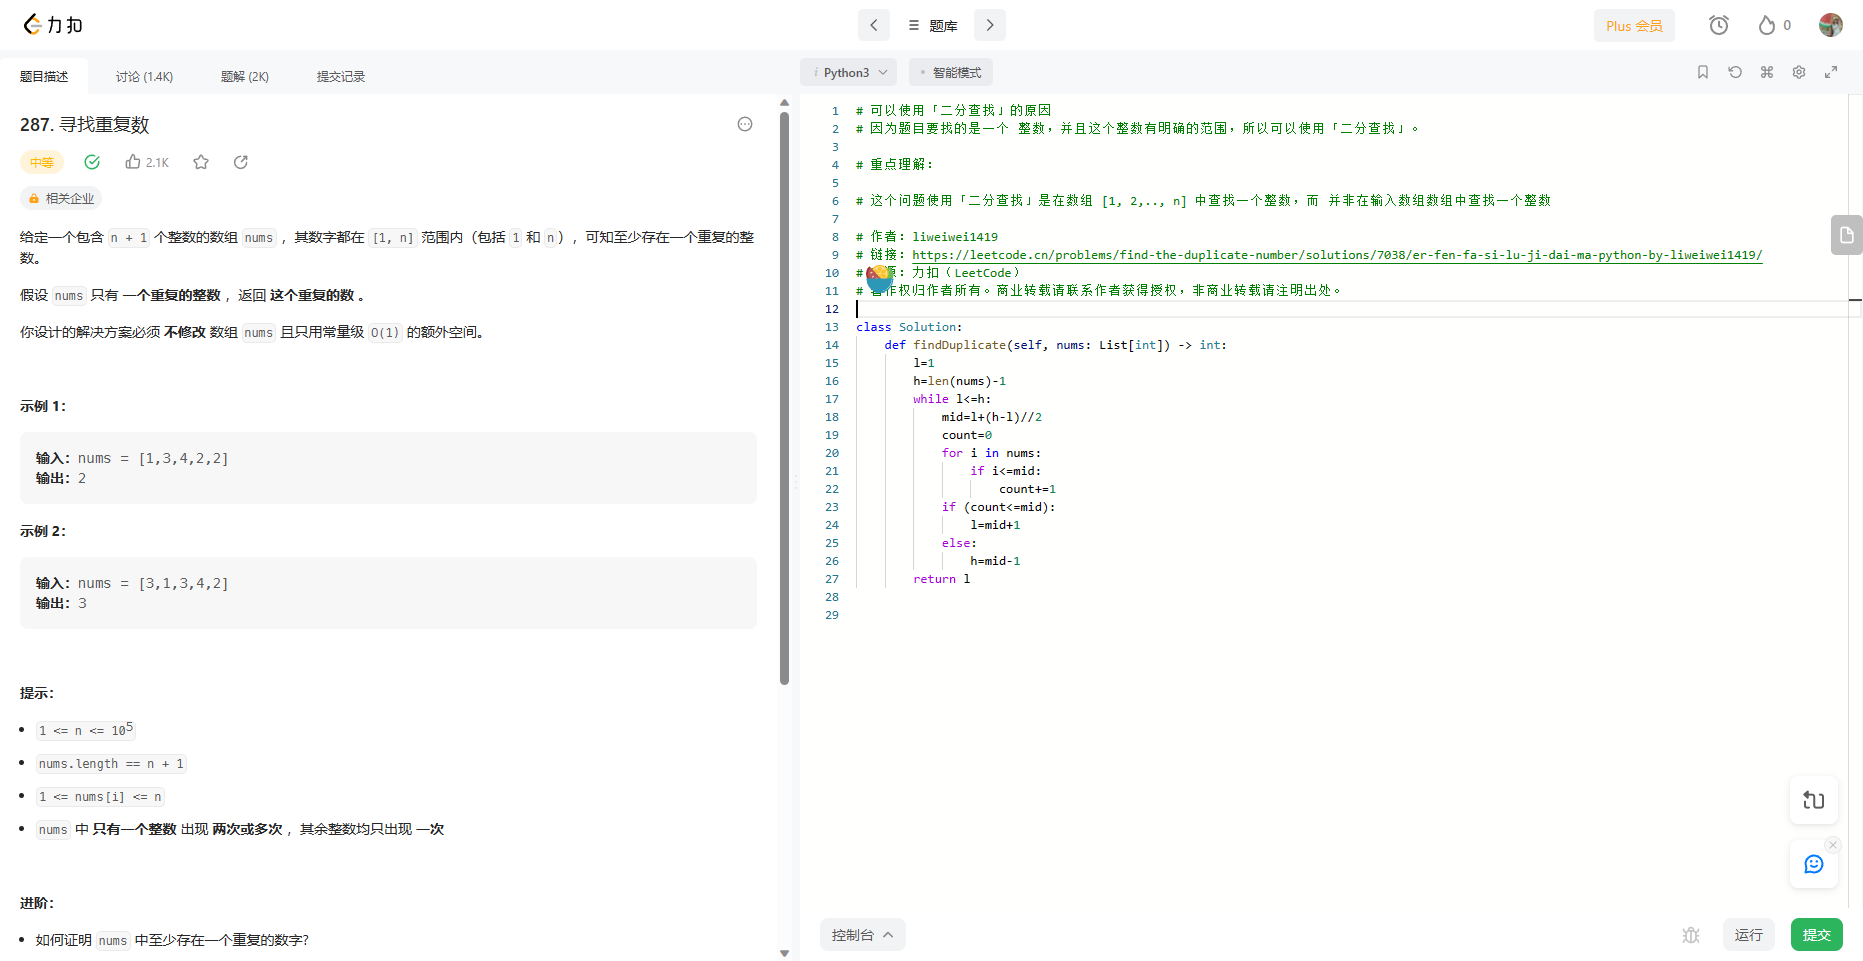 力扣
题库
Plus 会员
0
题目描述
讨论 (1.4K)
题解 (2K)
提交记录
i Python3
智能模式
287. 寻找重复数
中等
2.1K
相关企业
给定一个包含 n + 1 个整数的数组 nums ，其数字都在 [1, n] 范围内（包括 1 和 n），可知至少存在一个重复的整
数。
假设 nums 只有 一个重复的整数 ，返回 这个重复的数 。
你设计的解决方案必须 不修改 数组 nums 且只用常量级 O(1) 的额外空间。
示例 1：
输入：nums = [1,3,4,2,2]
输出：2
示例 2：
输入：nums = [3,1,3,4,2]
输出：3
提示：
1 <= n <= 10⁵
nums.length == n + 1
1 <= nums[i] <= n
nums 中 只有一个整数 出现 两次或多次 ，其余整数均只出现 一次
进阶：
如何证明 nums 中至少存在一个重复的数字?
1 # 可以使用「二分查找」的原因
2 # 因为题目要找的是一个 整数，并且这个整数有明确的范围，所以可以使用「二分查找」。
3
4 # 重点理解：
5
6 # 这个问题使用「二分查找」是在数组 [1, 2,.., n] 中查找一个整数，而 并非在输入数组数组中查找一个整数
7
8 # 作者：liweiwei1419
9 # 链接：https://leetcode.cn/problems/find-the-duplicate-number/solutions/7038/er-fen-fa-si-lu-ji-dai-ma-python-by-liweiwei1419/
10 # 源：力扣（LeetCode）
11 # 著作权归作者所有。商业转载请联系作者获得授权，非商业转载请注明出处。
12
13 class Solution:
14     def findDuplicate(self, nums: List[int]) -> int:
15         l=1
16         h=len(nums)-1
17         while l<=h:
18             mid=l+(h-l)//2
19             count=0
20             for i in nums:
21                 if i<=mid:
22                     count+=1
23             if (count<=mid):
24                 l=mid+1
25             else:
26                 h=mid-1
27         return l
28
29
控制台
运行
提交